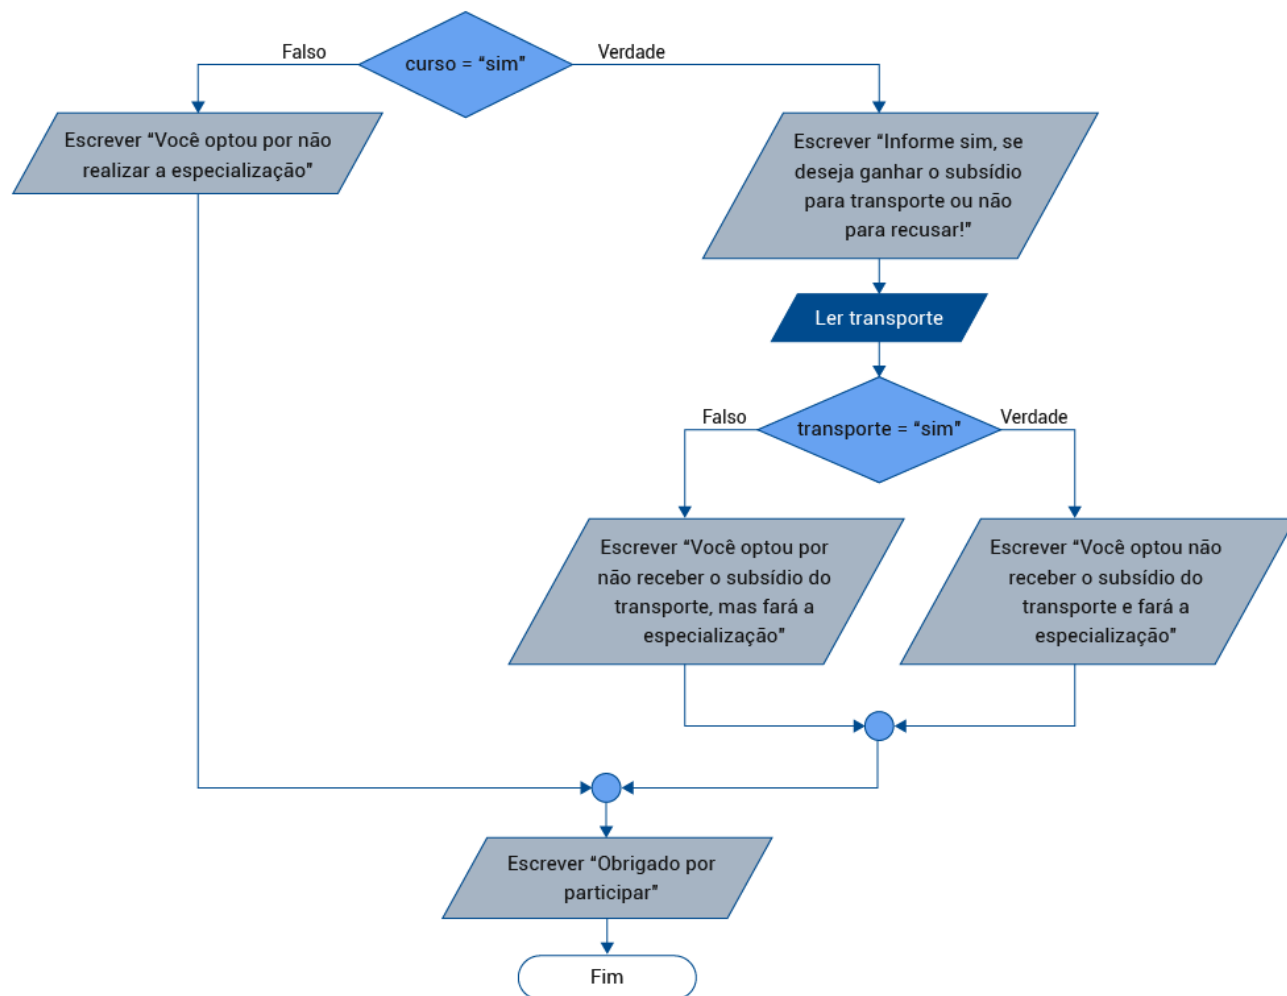 Falso
curso = “sim”
Verdade
Escrever “Você optou por não
realizar a especialização”
Escrever “Informe sim, se
deseja ganhar o subsídio
para transporte ou não
para recusar!”
Ler transporte
Falso
transporte = “sim”
Verdade
Escrever “Você optou por
não receber o subsídio do
transporte, mas fará a
especialização”
Escrever “Você optou não
receber o subsídio do
transporte e fará a
especialização”
Escrever “Obrigado por
participar”
Fim